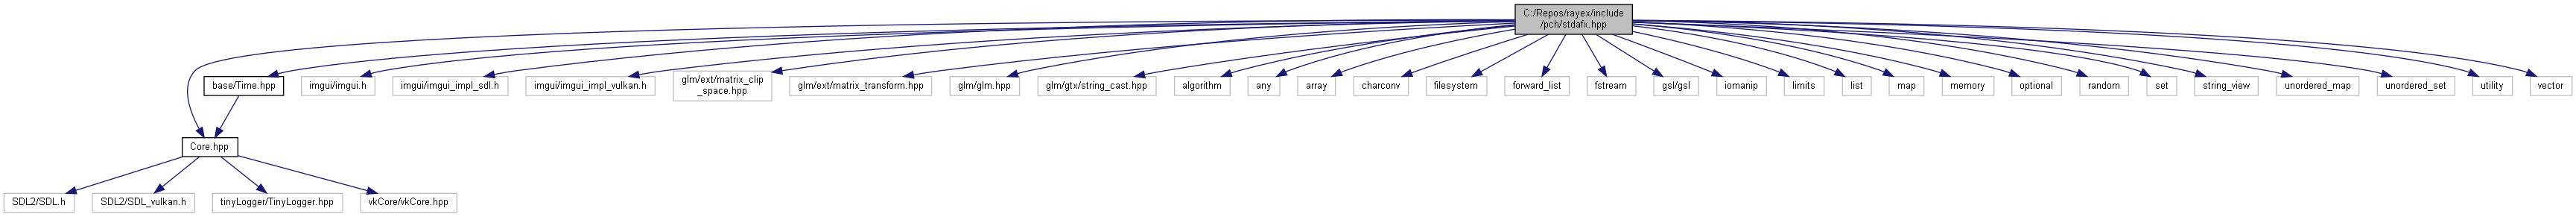 C:/Repos/rayex/include
/pch/stdafx.hpp
base/Time.hpp
imgui/imgui.h
imgui/imgui_impl_sdl.h
imgui/imgui_impl_vulkan.h
glm/ext/matrix_clip
_space.hpp
glm/ext/matrix_transform.hpp
glm/glm.hpp
glm/gtx/string_cast.hpp
algorithm
any
array
charconv
filesystem
forward_list
fstream
gsl/gsl
iomanip
limits
list
map
memory
optional
random
set
string_view
unordered_map
unordered_set
utility
vector
Core.hpp
SDL2/SDL.h
SDL2/SDL_vulkan.h
tinyLogger/TinyLogger.hpp
vkCore/vkCore.hpp